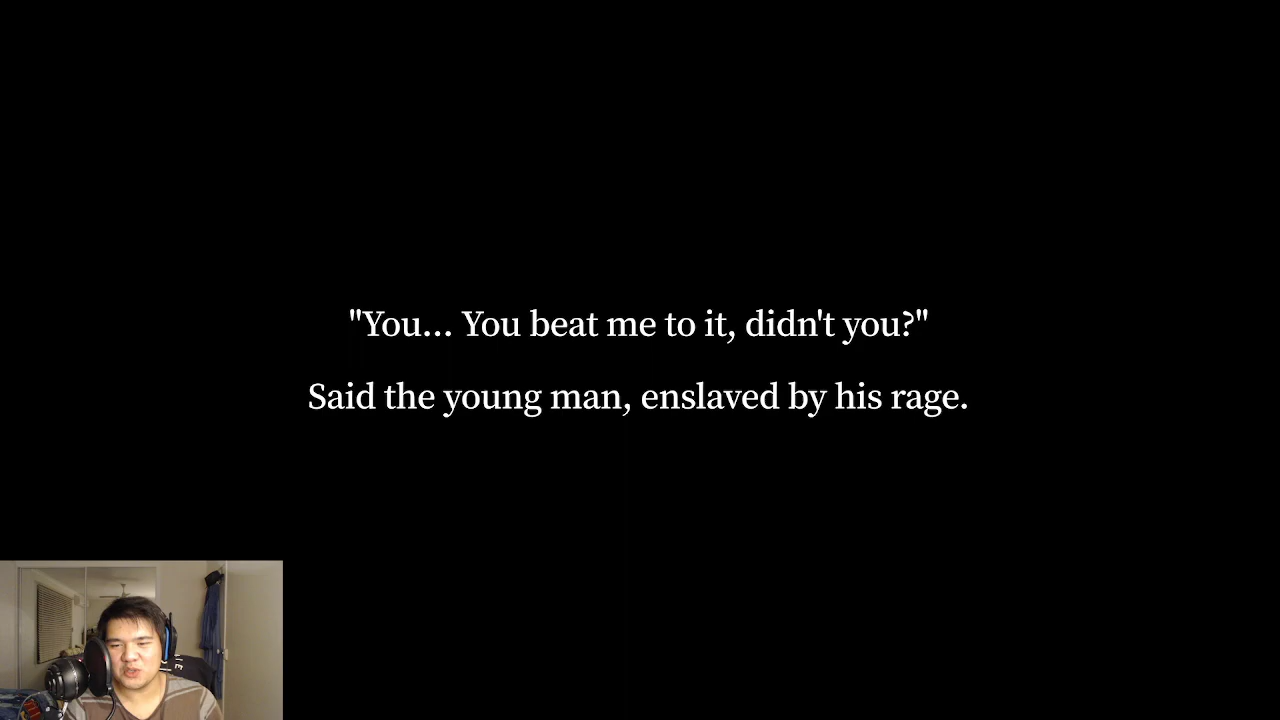 "You... You beat me to it, didn't you?"
Said the young man, enslaved by his rage.